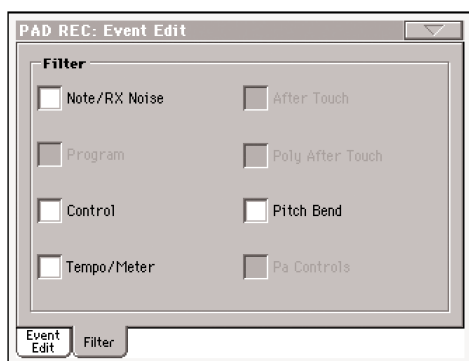 PAD REC: Event Edit
Filter
Note/RX Noise
After Touch
Program
Poly After Touch
Control
Pitch Bend
Tempo/Meter
Pa Controls
Event
Edit
Filter